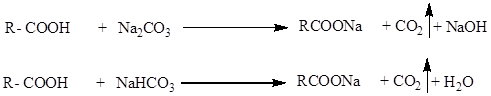 R- COOH + Na₂CO₃ RCOONa + CO₂ + NaOH
R- COOH + NaHCO₃ RCOONa + CO₂ + H₂O